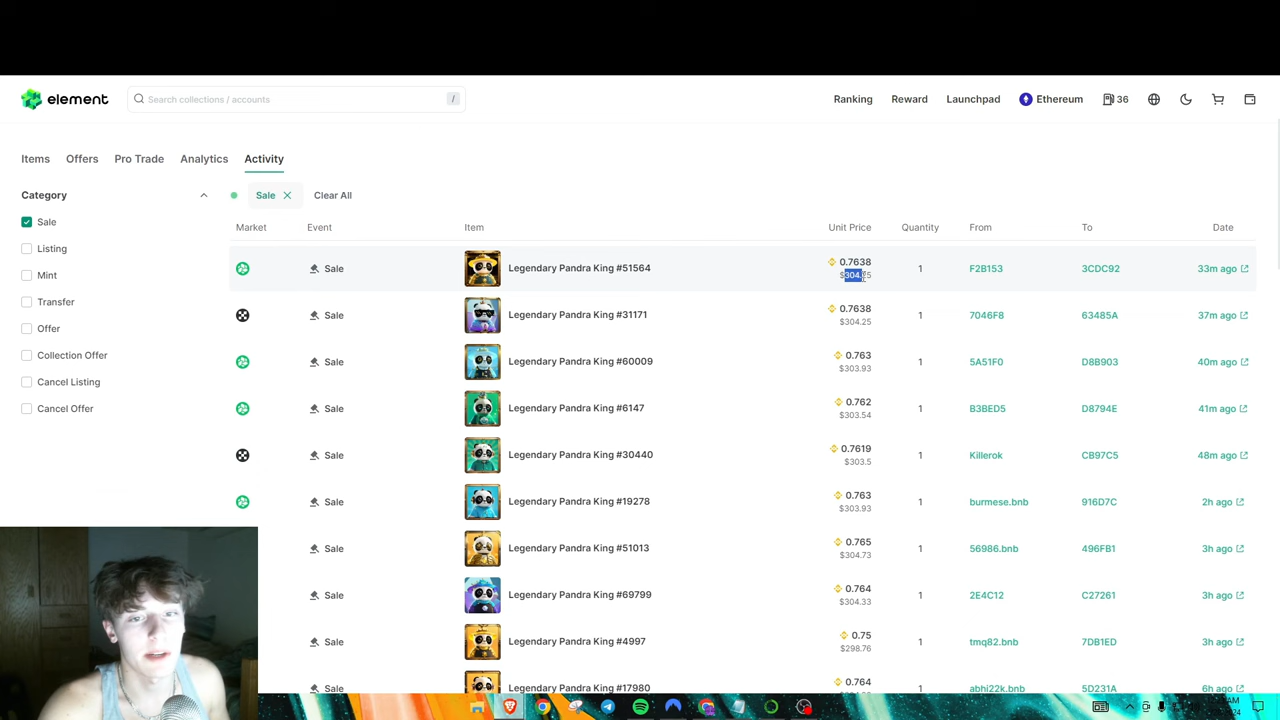 element
Search collections / accounts
/
Ranking
Reward
Launchpad
Ethereum
36
Items
Offers
Pro Trade
Analytics
Activity
Category
Sale
Clear All
Sale
Listing
Mint
Transfer
Offer
Collection Offer
Cancel Listing
Cancel Offer
Market Event Item Unit Price Quantity From To Date
Sale Legendary Pandra King #51564 0.7638 1 F2B153 3CDC92 33m ago
Sale Legendary Pandra King #31171 0.7638 1 7046F8 63485A 37m ago
$304.25
Sale Legendary Pandra King #60009 0.763 1 5A51F0 D8B903 40m ago
$303.93
Sale Legendary Pandra King #6147 0.762 1 B3BED5 D8794E 41m ago
$303.54
Sale Legendary Pandra King #30440 0.7619 1 Killerok CB97C5 48m ago
$303.5
Sale Legendary Pandra King #19278 0.763 1 burmese.bnb 916D7C 2h ago
$303.93
Sale Legendary Pandra King #51013 0.765 1 56986.bnb 496FB1 3h ago
$304.73
Sale Legendary Pandra King #69799 0.764 1 2E4C12 C27261 3h ago
$304.33
Sale Legendary Pandra King #4997 0.75 1 tmq82.bnb 7DB1ED 3h ago
$298.76
Sale Legendary Pandra King #17980 0.764 1 abhi22k.bnb 5D231A 6h ago